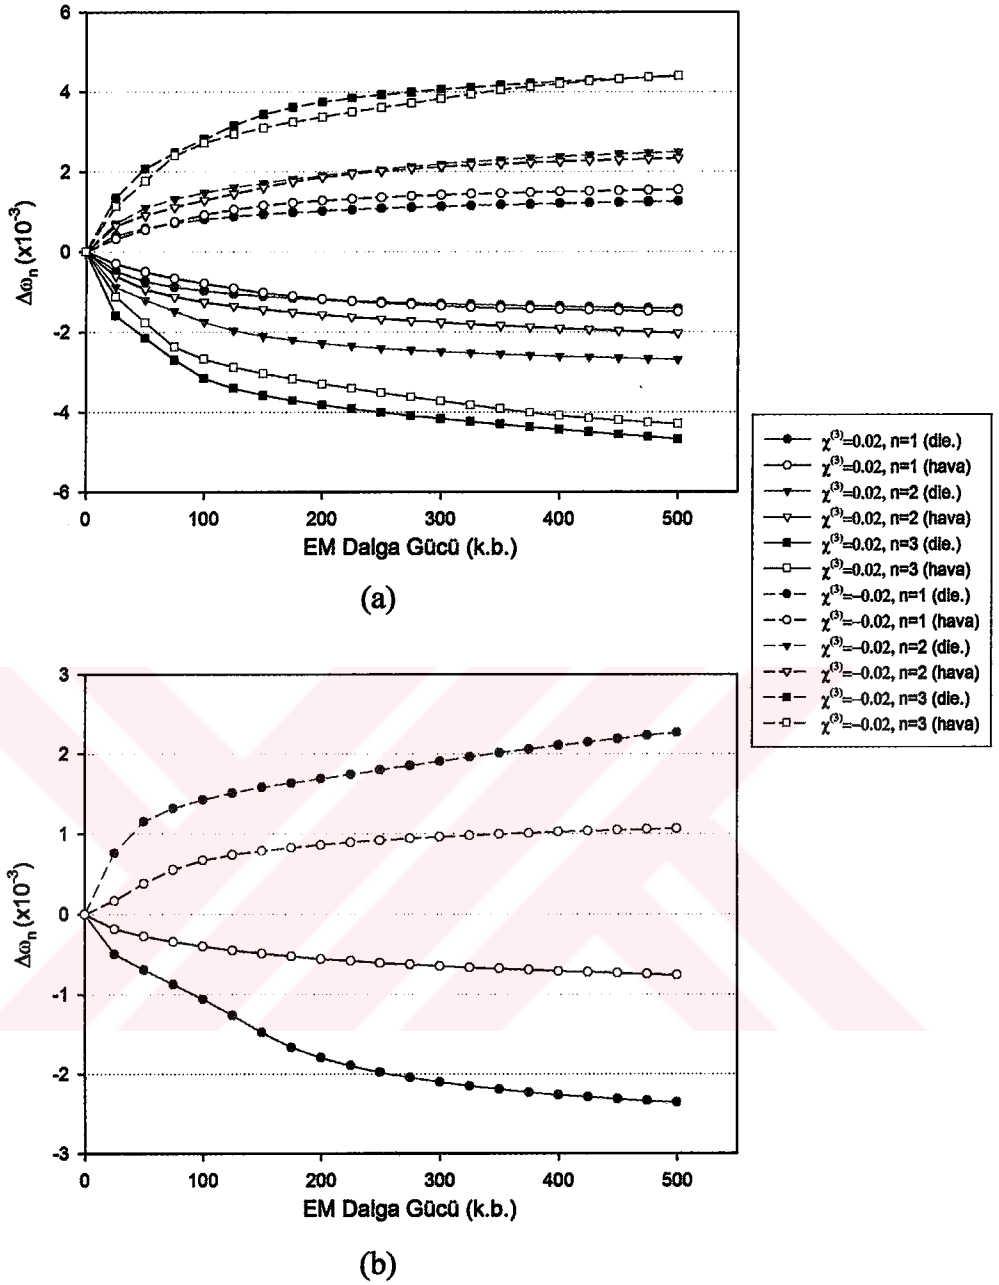 6
4
2
0
-2
-4
-6
Δωn (x10-3)
0
100
200
300
400
500
EM Dalga Gücü (k.b.)
(a)
χ(3)=0.02, n=1 (die.)
χ(3)=0.02, n=1 (hava)
χ(3)=0.02, n=2 (die.)
χ(3)=0.02, n=2 (hava)
χ(3)=0.02, n=3 (die.)
χ(3)=0.02, n=3 (hava)
χ(3)=−0.02, n=1 (die.)
χ(3)=−0.02, n=1 (hava)
χ(3)=−0.02, n=2 (die.)
χ(3)=−0.02, n=2 (hava)
χ(3)=−0.02, n=3 (die.)
χ(3)=−0.02, n=3 (hava)
3
2
1
0
-1
-2
-3
Δωn (x10-3)
0
100
200
300
400
500
EM Dalga Gücü (k.b.)
(b)